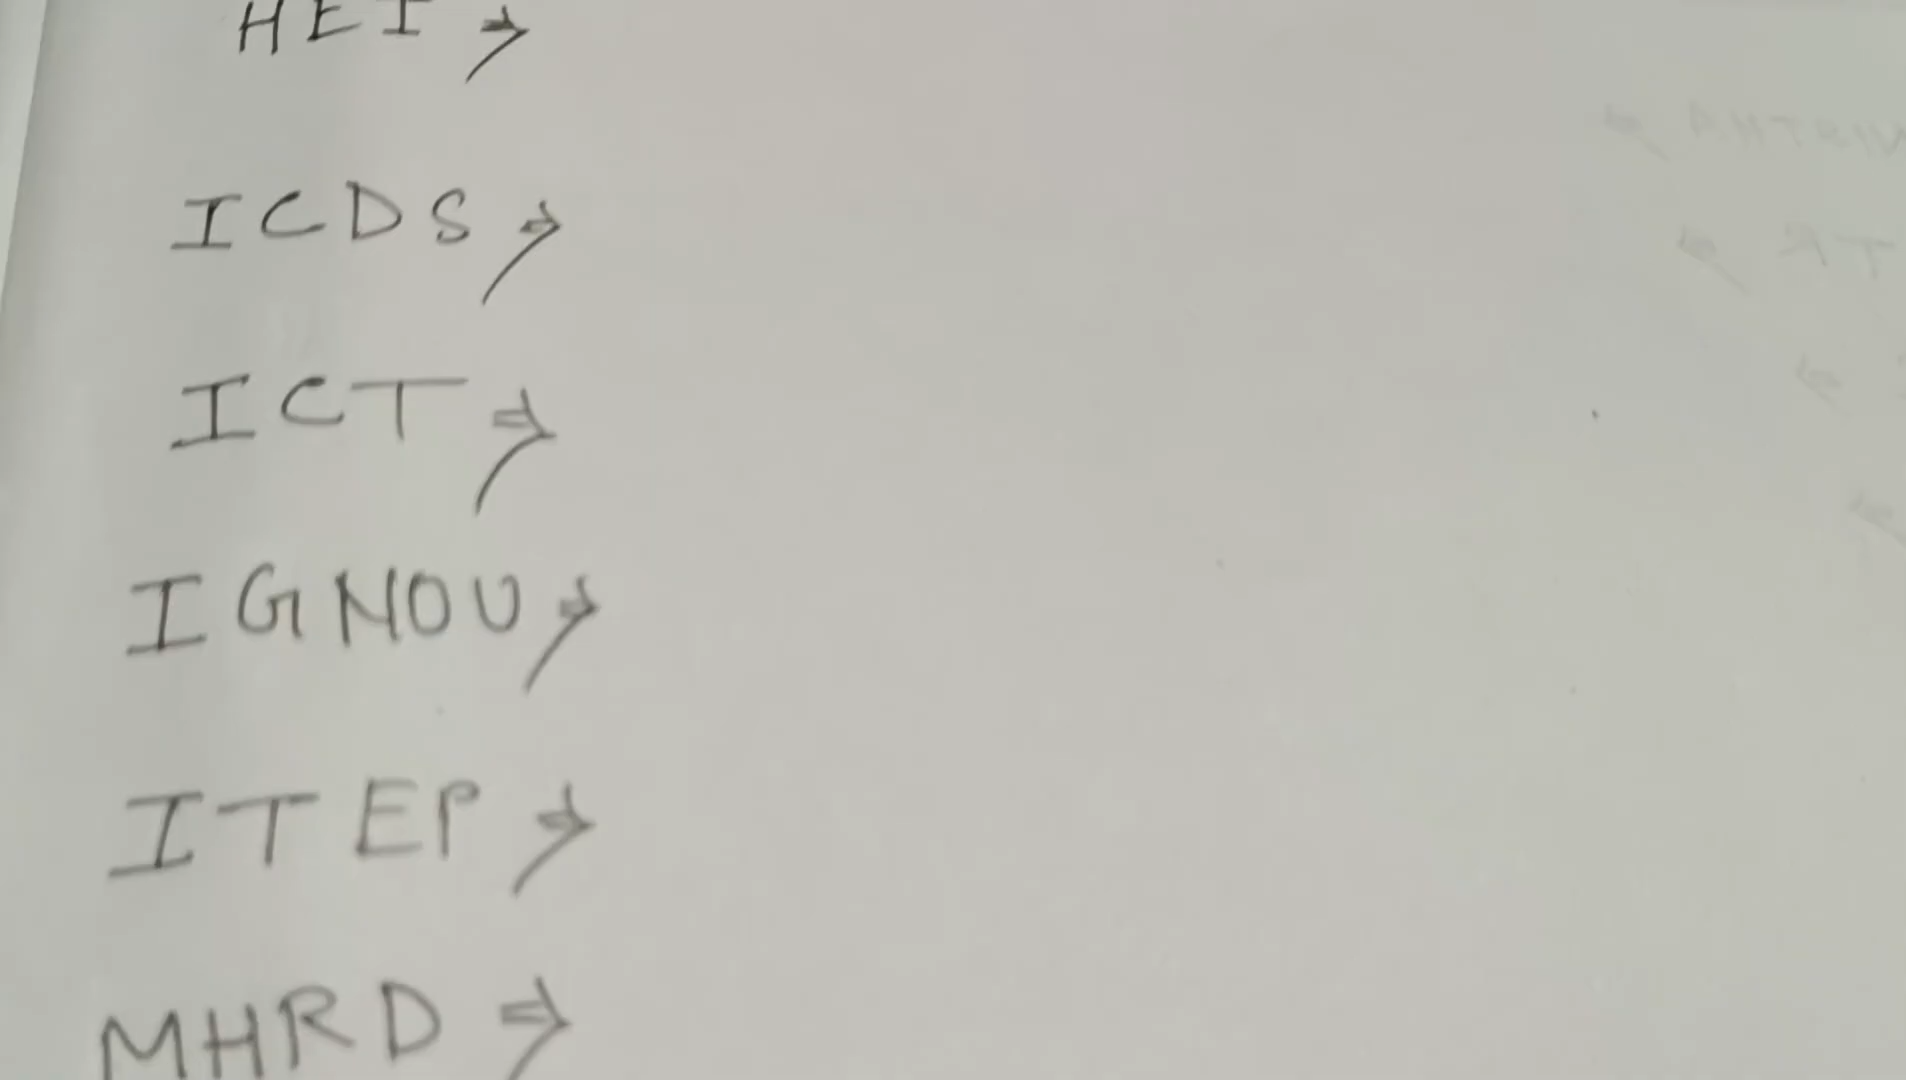 HEI →
ICDS →
ICT ⇒
IGNOU ⇒
ITEP ⇒
MHRD ⇒